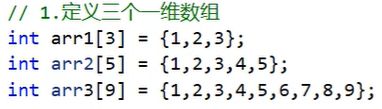 // 1.定义三个一维数组
int arr1[3] = {1,2,3};
int arr2[5] = {1,2,3,4,5};
int arr3[9] = {1,2,3,4,5,6,7,8,9};